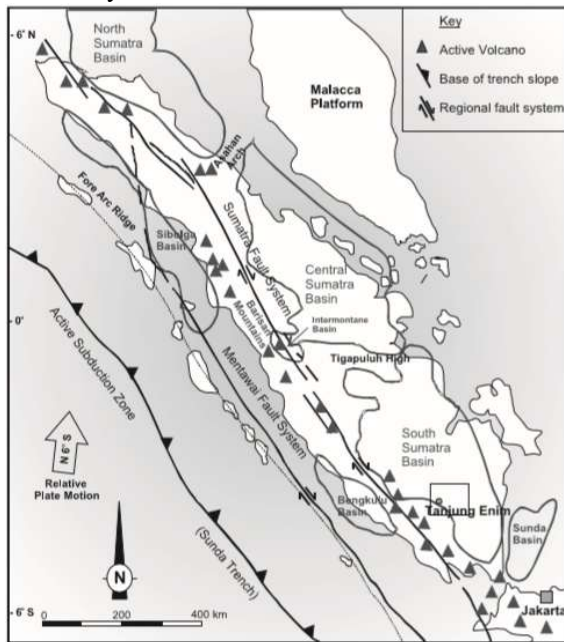 6°N
North
Sumatra
Basin
Malacca
Platform
Key
Active Volcano
Base of trench slope
Regional fault system
Asahan
Arch
Fore Arc Ridge
Sibolga
Basin
Sumatra Fault System
Central
Sumatra
Basin
Barisan
Mountains
Intermontane
Basin
0°
Tigapuluh High
Active Subduction Zone
Mentawai Fault System
South
Sumatra
Basin
N 6° S
Relative
Plate Motion
Bengkulu
Basin
Tanjung Enim
Sunda
Basin
N
(Sunda Trench)
6°S
0 200 400 km
Jakarta